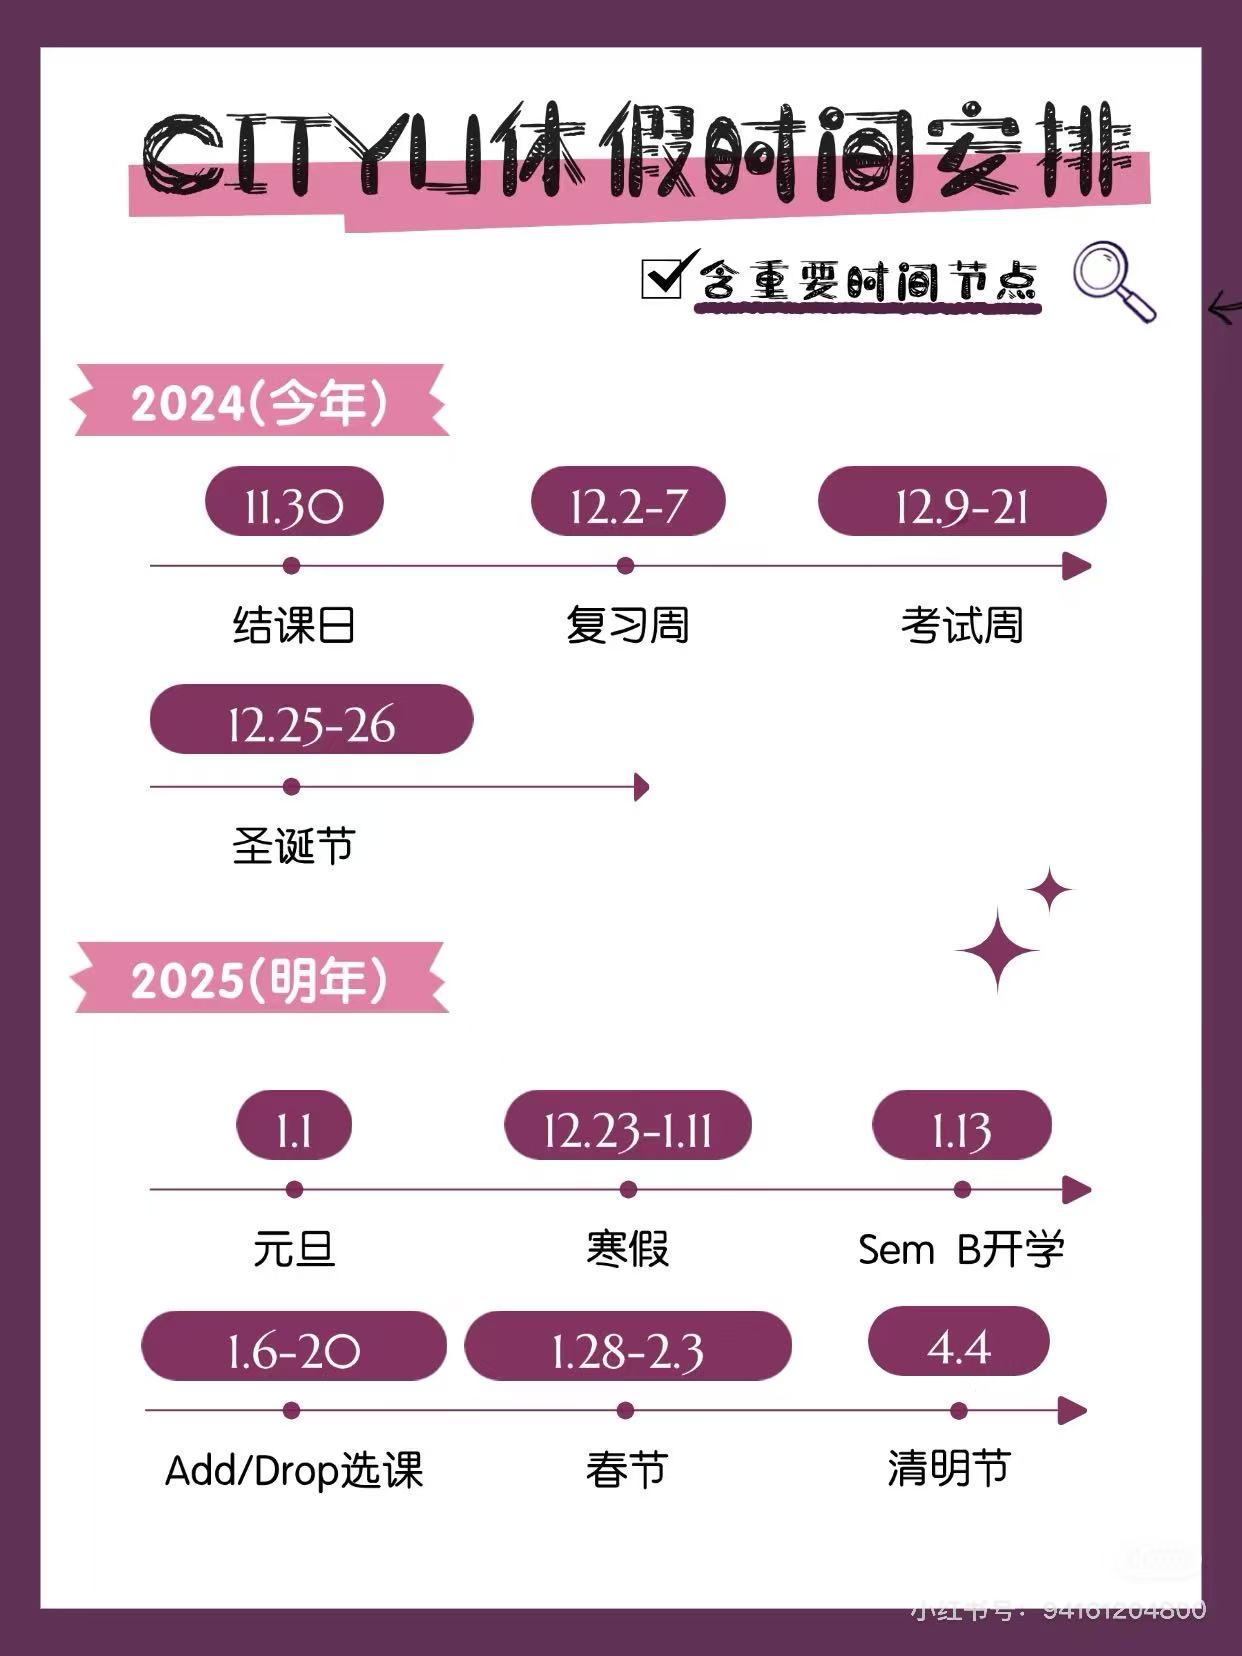 CITYU休假时间安排
含重要时间节点
2024(今年)
11.30 12.2-7 12.9-21
结课日 复习周 考试周
12.25-26
圣诞节
2025(明年)
1.1 12.23-1.11 1.13
元旦 寒假 Sem B开学
1.6-20 1.28-2.3 4.4
Add/Drop选课 春节 清明节
小红书号：94161204800